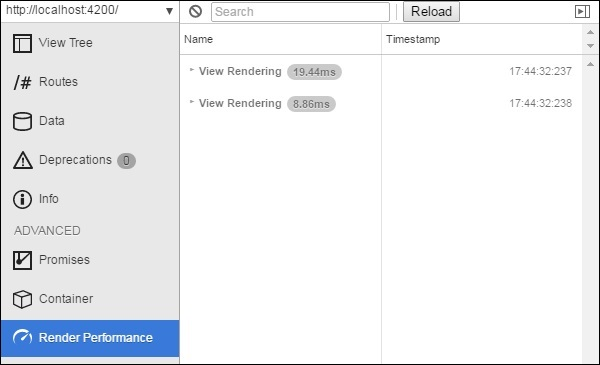 http://localhost:4200/
Search
Reload
View Tree
/# Routes
Data
Deprecations 0
Info
ADVANCED
Promises
Container
Render Performance
Name Timestamp
View Rendering 19.44ms 17:44:32:237
View Rendering 8.86ms 17:44:32:238